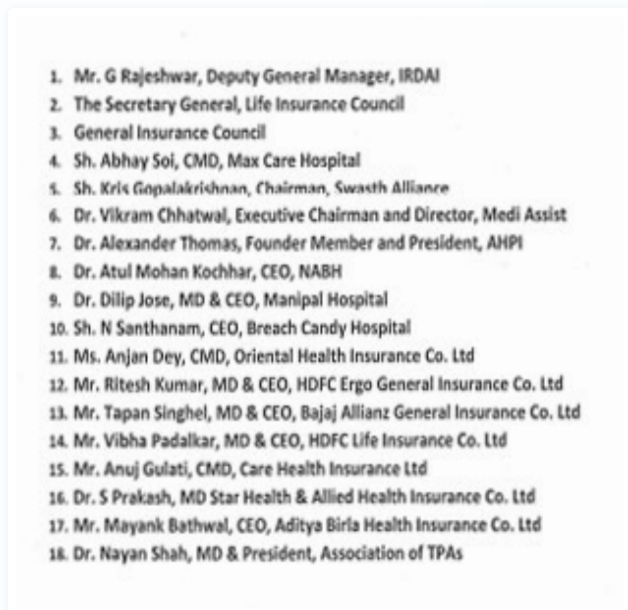 1. Mr. G Rajeshwar, Deputy General Manager, IRDAI
2. The Secretary General, Life Insurance Council
3. General Insurance Council
4. Sh. Abhay Soi, CMD, Max Care Hospital
5. Sh. Kris Gopalakrishnan, Chairman, Swasth Alliance
6. Dr. Vikram Chhatwal, Executive Chairman and Director, Medi Assist
7. Dr. Alexander Thomas, Founder Member and President, AHPI
8. Dr. Atul Mohan Kochhar, CEO, NABH
9. Dr. Dilip Jose, MD & CEO, Manipal Hospital
10. Sh. N Santhanam, CEO, Breach Candy Hospital
11. Ms. Anjan Dey, CMD, Oriental Health Insurance Co. Ltd
12. Mr. Ritesh Kumar, MD & CEO, HDFC Ergo General Insurance Co. Ltd
13. Mr. Tapan Singhel, MD & CEO, Bajaj Allianz General Insurance Co. Ltd
14. Mr. Vibha Padalkar, MD & CEO, HDFC Life Insurance Co. Ltd
15. Mr. Anuj Gulati, CMD, Care Health Insurance Ltd
16. Dr. S Prakash, MD Star Health & Allied Health Insurance Co. Ltd
17. Mr. Mayank Bathwal, CEO, Aditya Birla Health Insurance Co. Ltd
18. Dr. Nayan Shah, MD & President, Association of TPAs